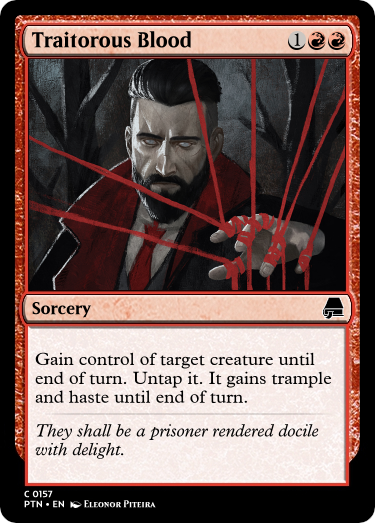 Traitorous Blood 1
Sorcery
Gain control of target creature until
end of turn. Untap it. It gains trample
and haste until end of turn.
They shall be a prisoner rendered docile
with delight.
C 0157
PTN • EN Eleonor Piteira